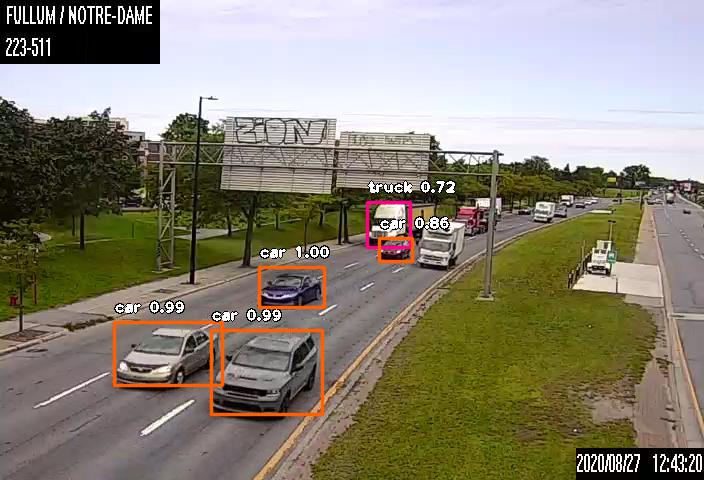 FULLUM / NOTRE-DAME
223-511
ZION
truck 0.72
car 0.86
car 1.00
car 0.99
car 0.99
2020/08/27 12:43:20